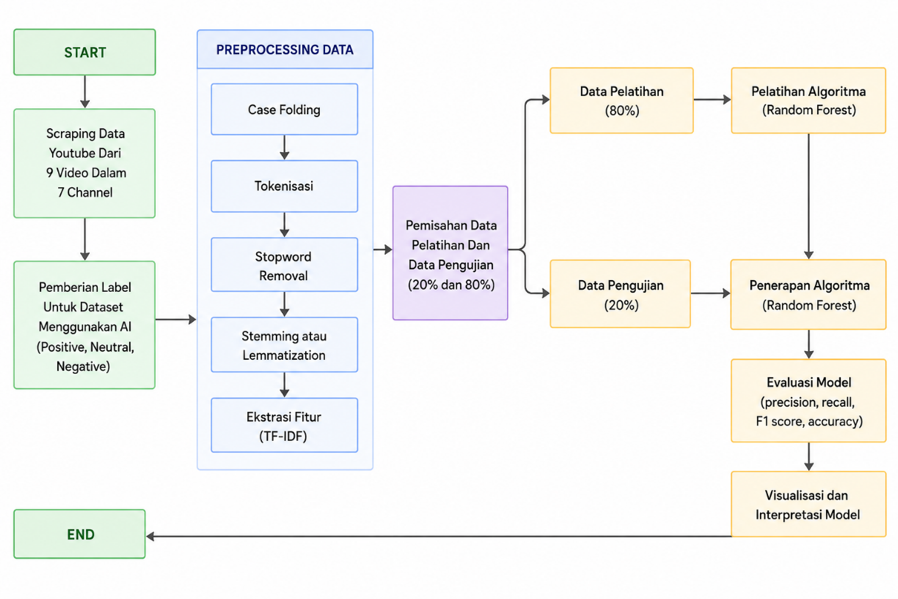 START
Scraping Data
Youtube Dari
9 Video Dalam
7 Channel
Pemberian Label
Untuk Dataset
Menggunakan AI
(Positive, Neutral,
Negative)
PREPROCESSING DATA
Case Folding
Tokenisasi
Stopword
Removal
Stemming atau
Lemmatization
Ekstrasi Fitur
(TF-IDF)
Pemisahan Data
Pelatihan Dan
Data Pengujian
(20% dan 80%)
Data Pelatihan
(80%)
Pelatihan Algoritma
(Random Forest)
Data Pengujian
(20%)
Penerapan Algoritma
(Random Forest)
Evaluasi Model
(precision, recall,
F1 score, accuracy)
Visualisasi dan
Interpretasi Model
END